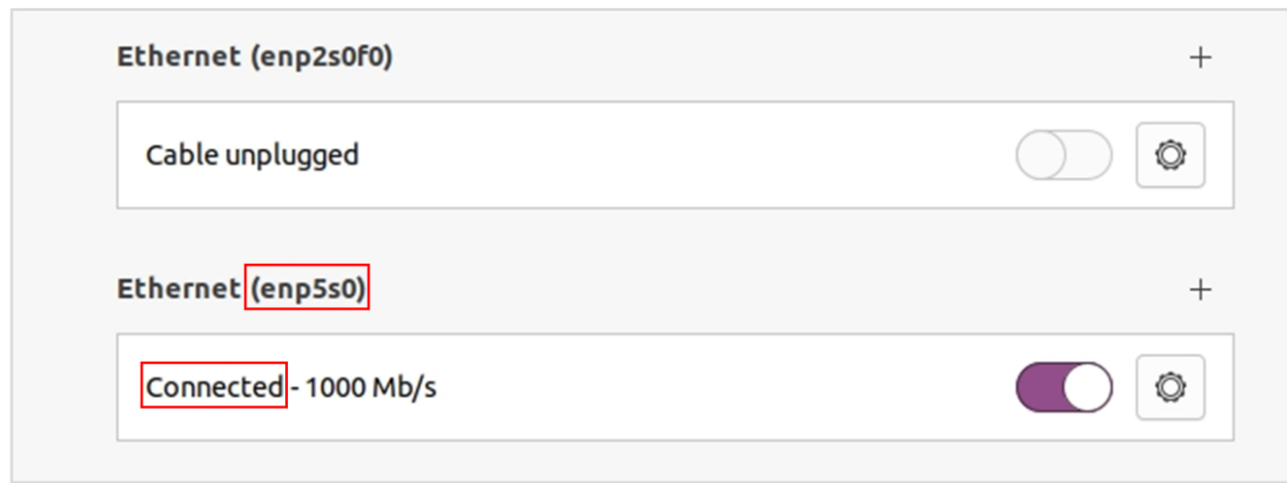 Ethernet (enp2s0f0)
Cable unplugged
Ethernet (enp5s0)
Connected - 1000 Mb/s